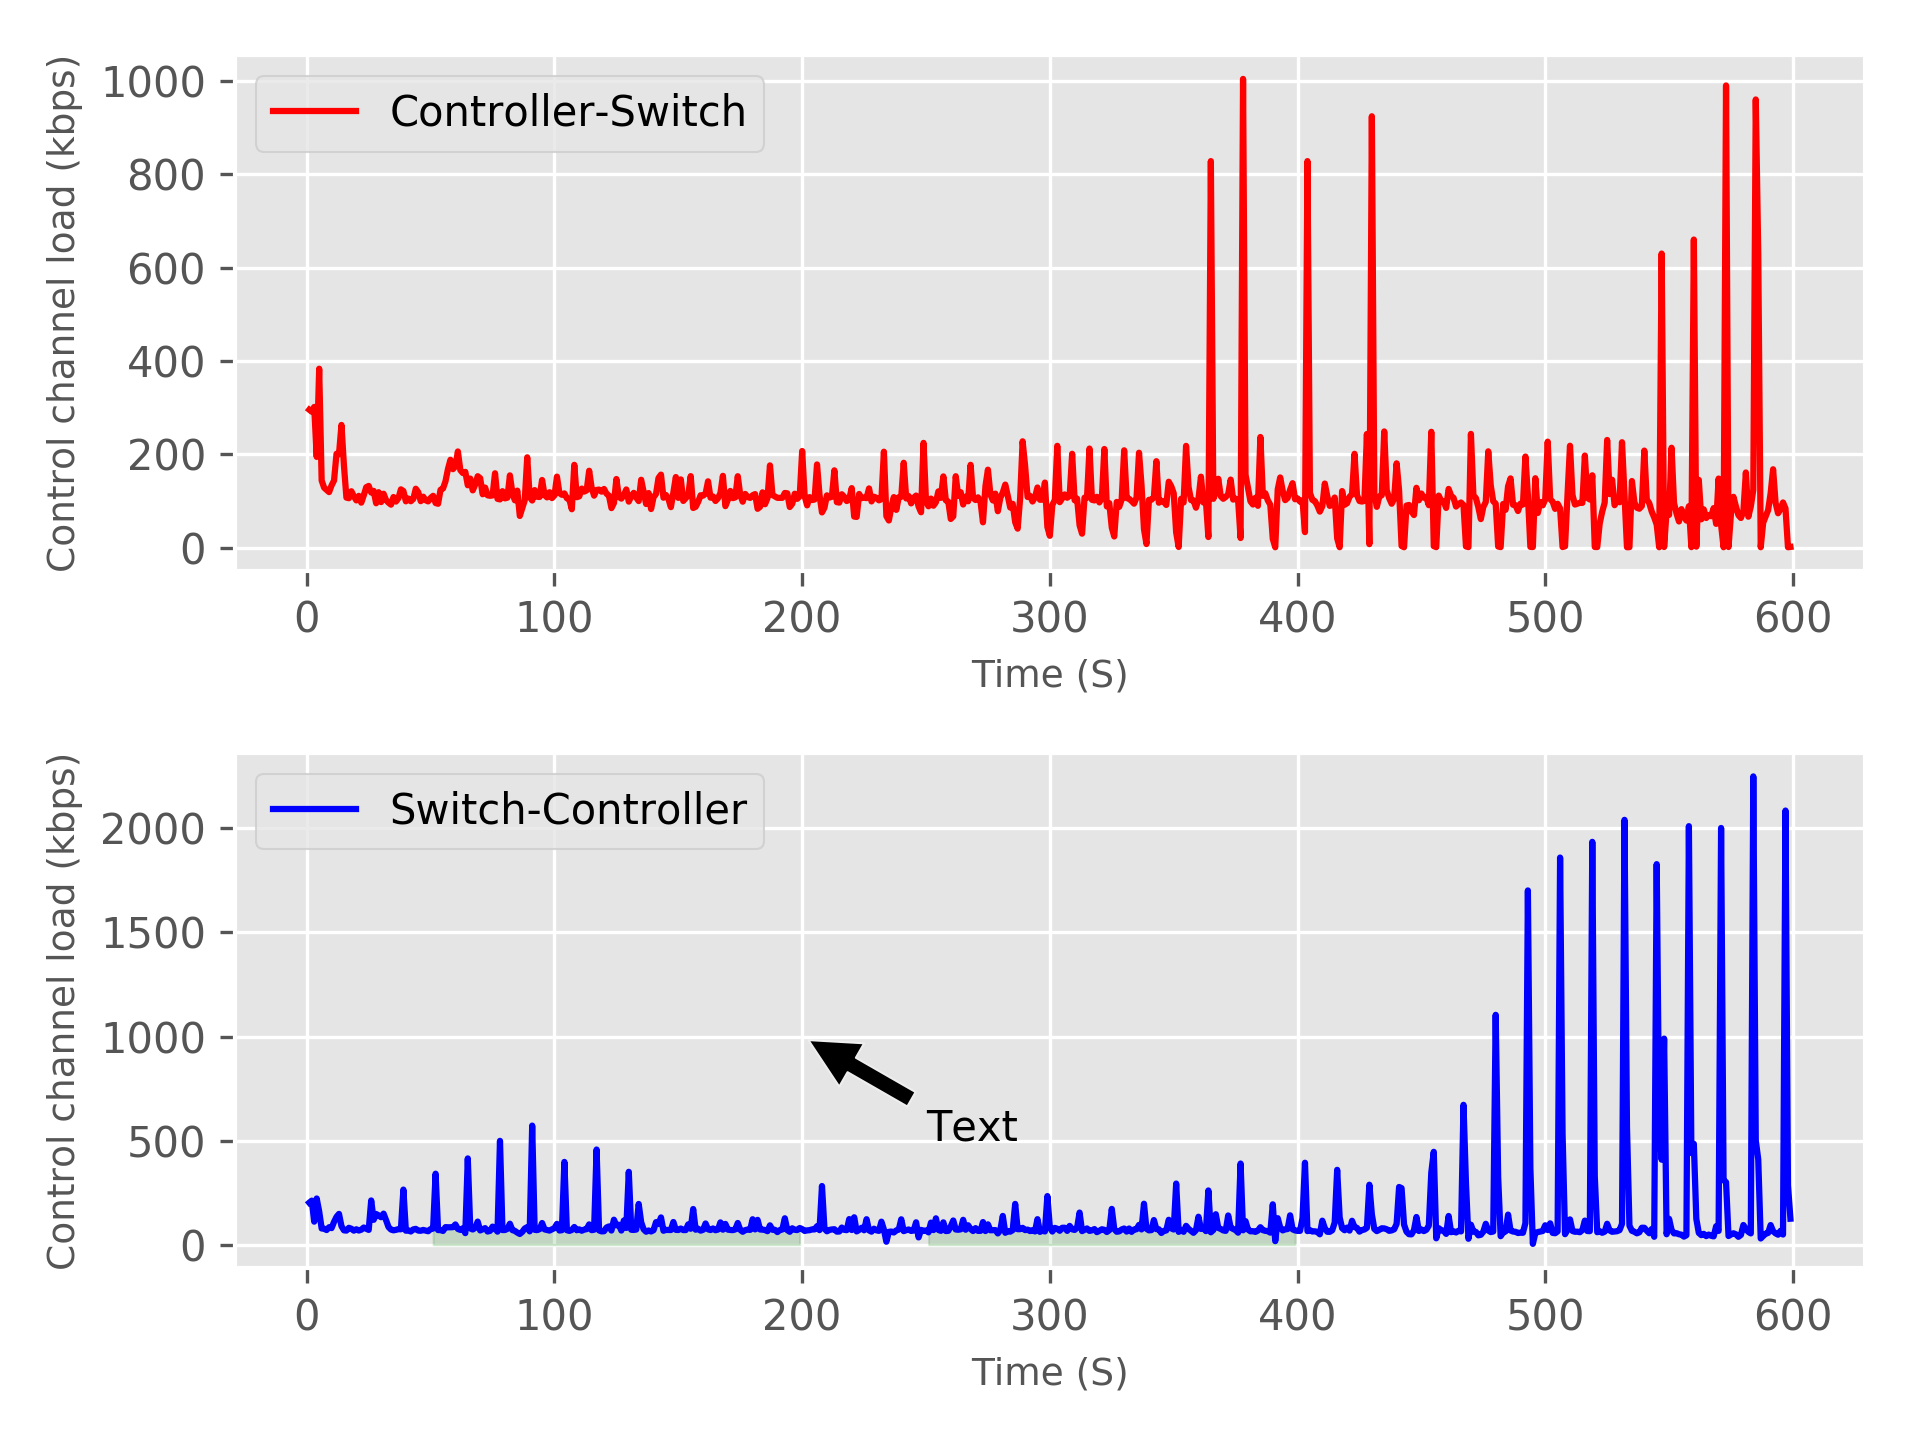 Control channel load (kbps)
1000
800
600
400
200
0
Controller-Switch
0 100 200 300 400 500 600
Time (S)
Control channel load (kbps)
2000
1500
1000
500
0
Switch-Controller
Text
0 100 200 300 400 500 600
Time (S)